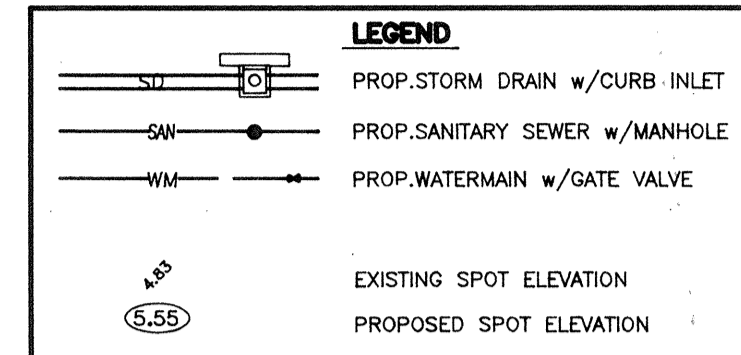 LEGEND
SD PROP.STORM DRAIN w/CURB INLET
SAN PROP.SANITARY SEWER w/MANHOLE
WM PROP.WATERMAIN w/GATE VALVE
4.83 EXISTING SPOT ELEVATION
5.55 PROPOSED SPOT ELEVATION